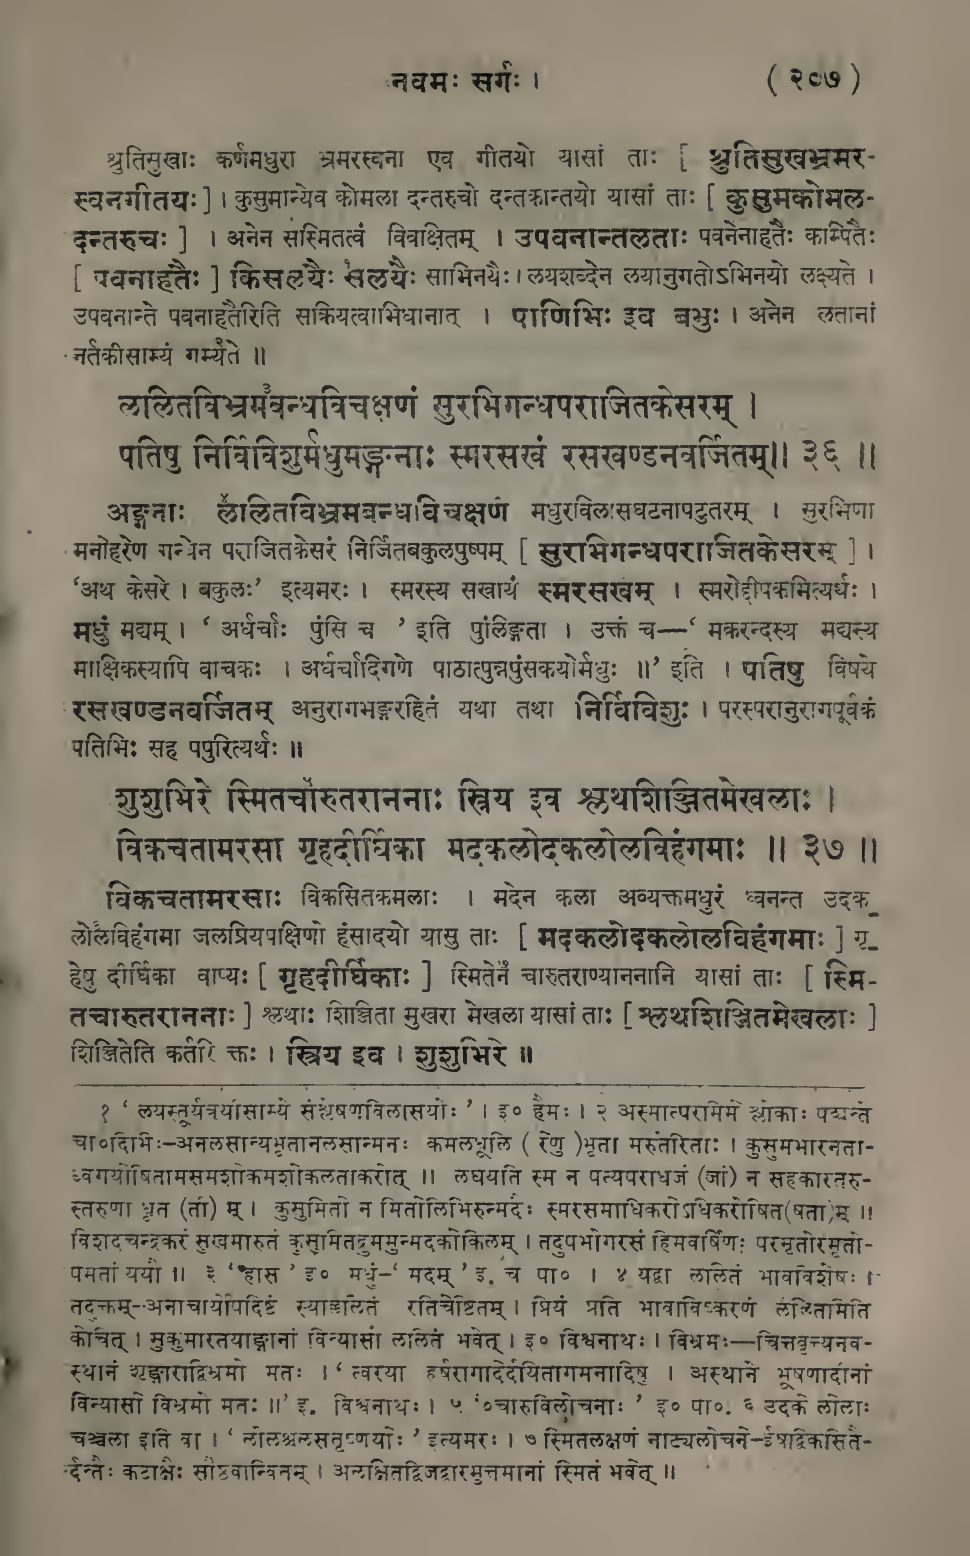 नवमः सर्गः । ( २०७ )
श्रुतिसुखाः कर्णमधुरा भ्रमरस्वना एव गीतयो यासां ताः [ श्रुतिसुखभ्रमर-
स्वनगीतयः ] । कुसुमान्येव कोमला दन्तरुचो दन्तकान्तयो यासां ताः [ कुसुमकोमल-
दन्तरुचः ] । अनेन सस्मितत्वं विवक्षितम् । उपवनान्तलताः पवनेनाहतैः कम्पितैः
[ पवनाहतैः ] किसलयैः सलयैः साभिनयैः । लयशब्देन लयानुगतोऽभिनयो लक्ष्यते ।
उपवनान्ते पवनाहतैरिति सक्रियत्वाभिधानात् । पाणिभिः इव बभुः । अनेन लतानां
नर्तकीसाम्यं गम्यते ॥
ललितविभ्रमबन्धविचक्षणं सुरभिगन्धपराजितकेसरम् ।
पतिषु निर्विविशुर्मधुमङ्गनाः स्मरसखं रसखण्डनवर्जितम् ॥ ३६ ॥
अङ्गनाः ललितविभ्रमबन्धविचक्षणं मधुरविलासघटनापटुतरम् । सुरभिणा
मनोहरेण गन्धेन पराजितकेसरं निर्जितबकुलपुष्पम् [ सुरभिगन्धपराजितकेसरम् ] ।
‘अथ केसरे । बकुलः’ इत्यमरः । स्मरस्य सखायं स्मरसखम् । स्मरोद्दीपकमित्यर्थः ।
मधुं मद्यम् । ‘ अर्धर्चाः पुंसि च ’ इति पुंलिङ्गता । उक्तं च—‘ मकरन्दस्य मद्यस्य
माक्षिकस्यापि वाचकः । अर्धर्चादिगणे पाठात्पुन्नपुंसकयोर्मधुः ॥’ इति । पतिषु विषये
रसखण्डनवर्जितम् अनुरागभङ्गरहितं यथा तथा निर्विविशुः । परस्परानुरागपूर्वकं
पतिभिः सह पपुरित्यर्थः ॥
शुशुभिरे स्मितचारुतराननाः स्त्रिय इव श्लथशिञ्जितमेखलाः ।
विकचतामरसा गृहदीर्घिका मदकलोदकलोलविहंगमाः ॥ ३७ ॥
विकचतामरसाः विकसितकमलाः । मदेन कला अव्यक्तमधुरं ध्वनन्त उदक_
लोलविहंगमा जलप्रियपक्षिणो हंसादयो यासु ताः [ मदकलोदकलोलविहंगमाः ] गृ_
हेषु दीर्घिका वाप्यः [ गृहदीर्घिकाः ] स्मितेन चारुतराण्याननानि यासां ताः [ स्मि-
तचारुतराननाः ] श्लथाः शिञ्जिता मुखरा मेखला यासां ताः [ श्लथशिञ्जितमेखलाः ]
शिञ्जितेति कर्तरि क्तः । स्त्रिय इव । शुशुभिरे ॥
१ ‘ लयस्तूर्यत्रयीसाम्ये संश्लेषणविलासयोः ’ । इ० हैमः । २ अस्मात्परमिमे श्लोकाः पठ्यन्ते
चा०दिभिः–अनलसान्यभृतानलसान्मनः कमलधूलि ( रेणु )भृता मरुतेरिताः । कुसुमभारनता-
ध्वगयोषितामसमशोकमशोकलताकरोत् ॥ लघयति स्म न पत्यपराधजं (जां) न सहकारतरु-
स्तरुणा धृत (तां) म् । कुसुमितो न मितोलिभिरुन्मदैः स्मरसमाधिकरोऽधिकरोषित(षता)म् ॥
विशदचन्द्रकरं सुखमारुतं कुसुमितद्रुममुन्मदकोकिलम् । तदुपभोगरसं हिमवर्षिणः परमृतोरमृतो-
पमतां ययौ ॥ ३ ‘ हास ’ इ० मधुं–‘ मदम् ’ इ. च पा० । ४ यद्वा ललितं भावविशेषः ।
तदुक्तम्–अनाचार्योपदिष्टं स्याल्ललितं रतिचेष्टितम् । प्रियं प्रति भावाविष्करणं ललितमिति
केचित् । सुकुमारतयाङ्गानां विन्यासो ललितं भवेत् । इ० विश्वनाथः । विभ्रमः—चित्तवृत्त्यनव-
स्थानं शृङ्गाराद्विभ्रमो मतः । ‘ त्वरया हर्षरागादेर्दयितागमनादिषु । अस्थाने भूषणादीनां
विन्यासो विभ्रमो मतः ॥’ इ. विश्वनाथः । ५ ‘०चारुविलोचनाः ’ इ० पा०. ६ उदके लोलाः
चञ्चला इति वा । ‘ लोलश्चलसतृष्णयोः ’ इत्यमरः । ७ स्मितलक्षणं नाट्यलोचने–ईषद्विकसितै-
र्दन्तैः कटाक्षैः सौष्ठवान्वितम् । अलक्षितद्विजद्वारमुत्तमानां स्मितं भवेत् ॥